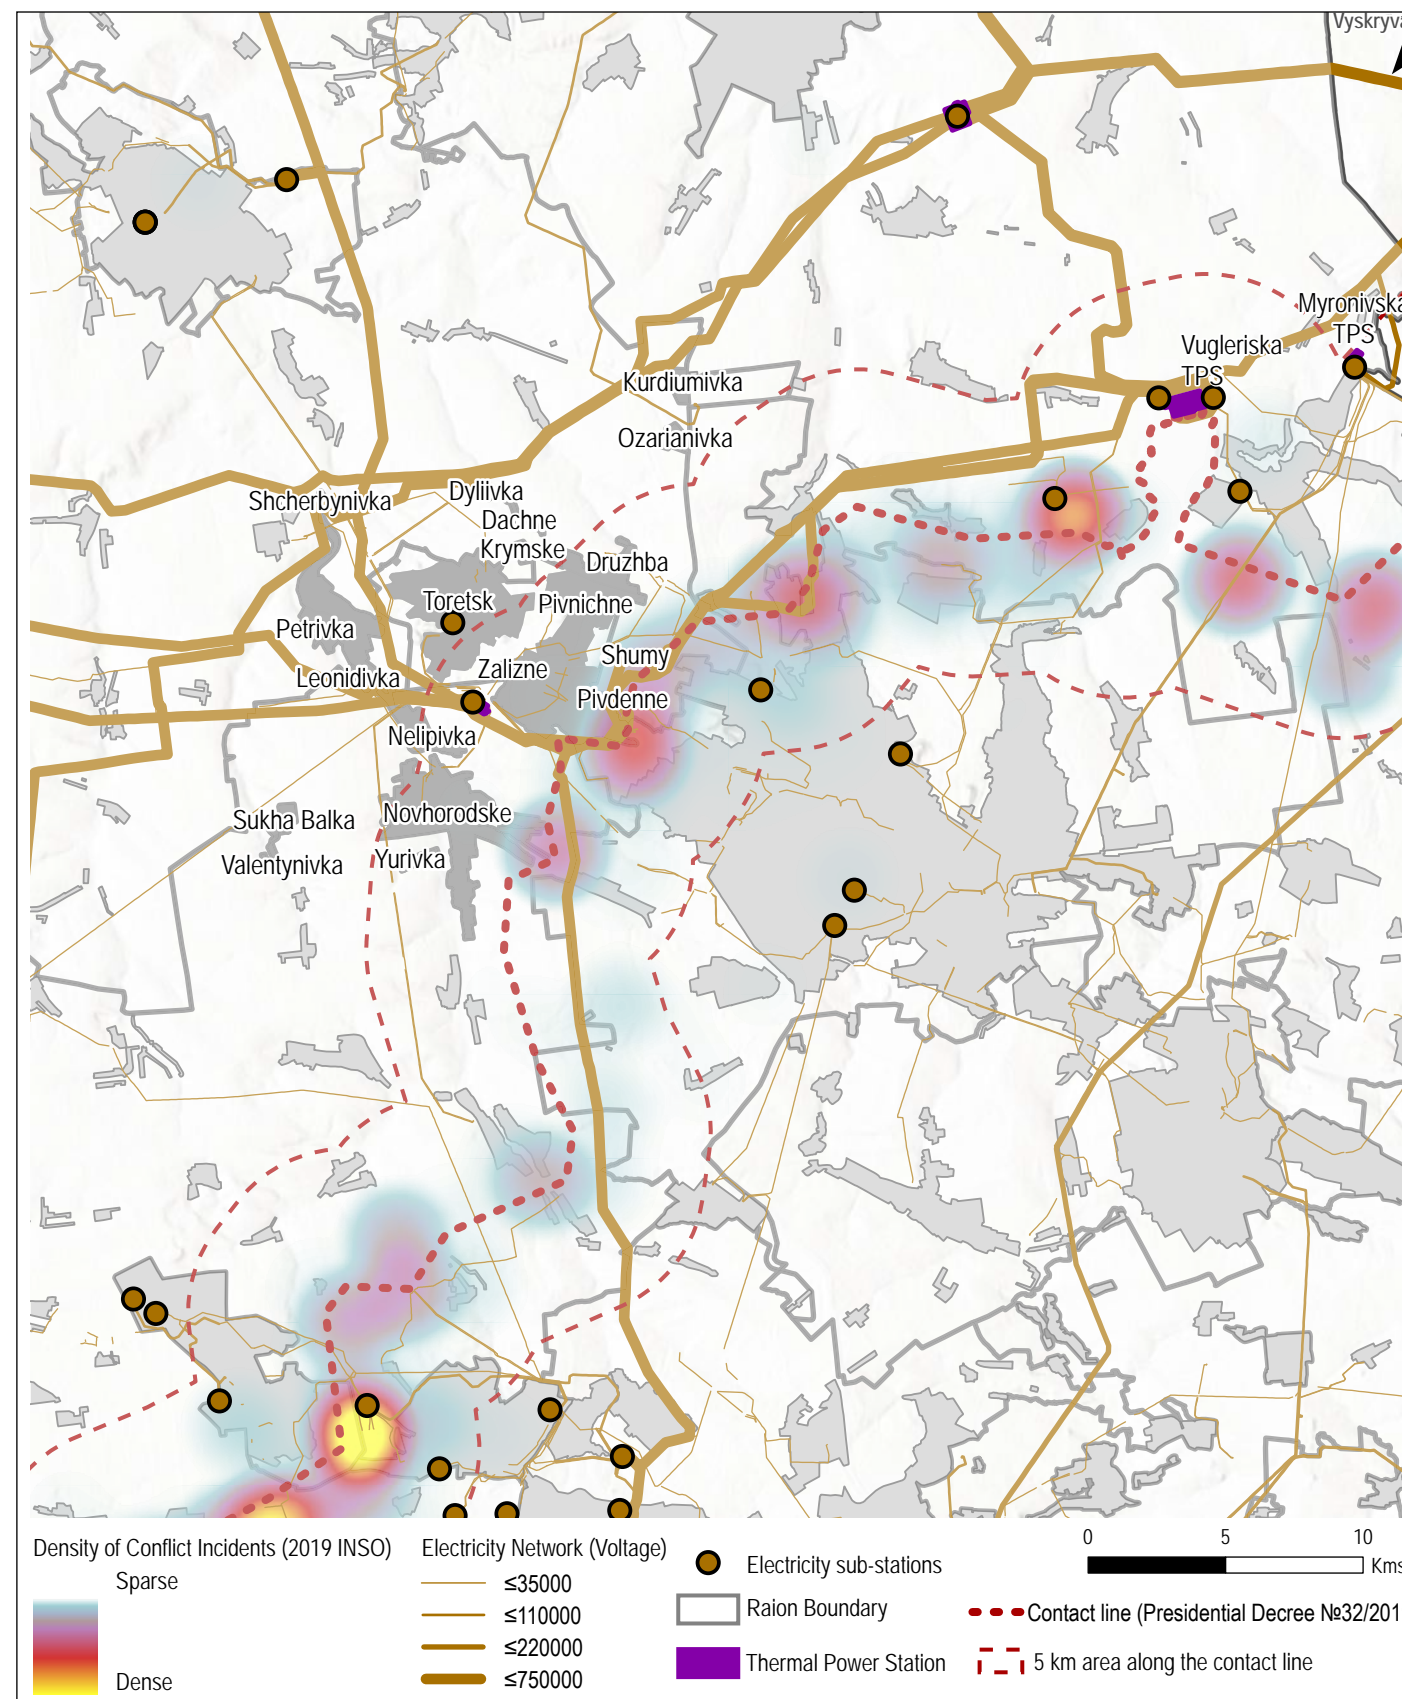 Vyskryva
Myronivska
TPS
Vugleriska
TPS
Kurdiumivka
Ozarianivka
Shcherbynivka
Dyliivka
Dachne
Krymske
Druzhba
Toretsk
Pivnichne
Petrivka
Shumy
Zalizne
Leonidivka
Pivdenne
Nelipivka
Novhorodske
Sukha Balka
Yurivka
Valentynivka
Density of Conflict Incidents (2019 INSO)
Sparse
Dense
Electricity Network (Voltage)
≤35000
≤110000
≤220000
≤750000
Electricity sub-stations
Raion Boundary
Thermal Power Station
0 5 10
Kms
Contact line (Presidential Decree №32/201
5 km area along the contact line